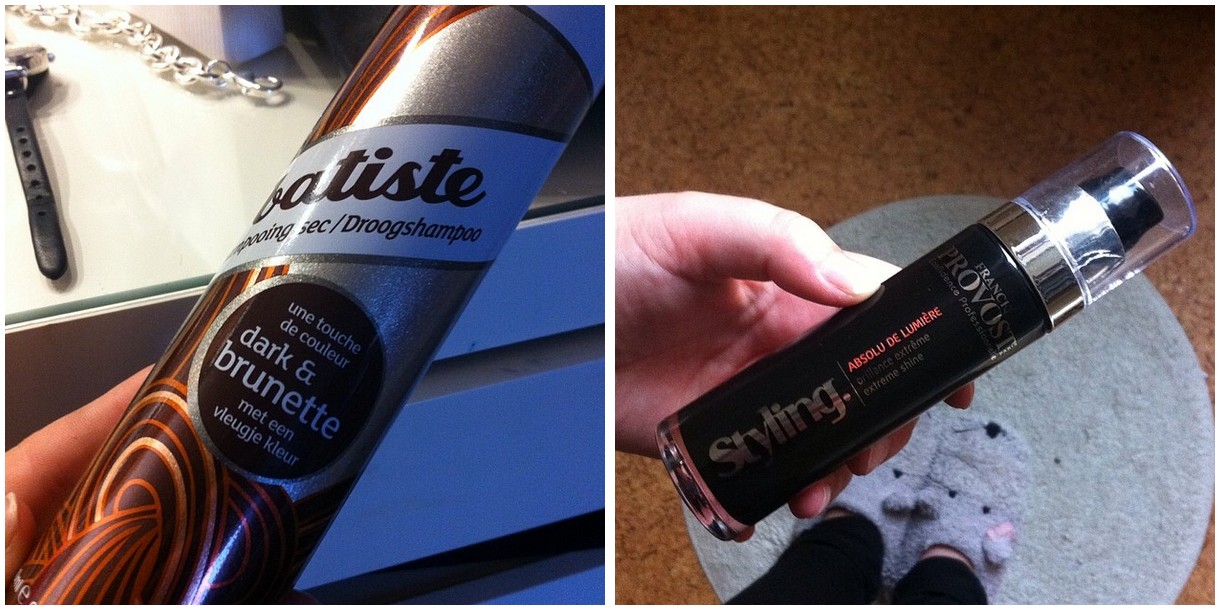 batiste
sec/Droogshampoo
une touche
de couleur
dark &
brunette
met een
vleugje kleur
FRANCK
PROVOST
PARIS
Styling.
ABSOLU DE LUMIÈRE
brillance extrême
extreme shine